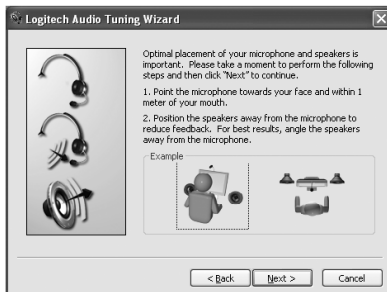 Logitech Audio Tuning Wizard
Optimal placement of your microphone and speakers is
important. Please take a moment to perform the following
steps and then click "Next" to continue.
1. Point the microphone towards your face and within 1
meter of your mouth.
2. Position the speakers away from the microphone to
reduce feedback. For best results, angle the speakers
away from the microphone.
Example
< Back
Next >
Cancel